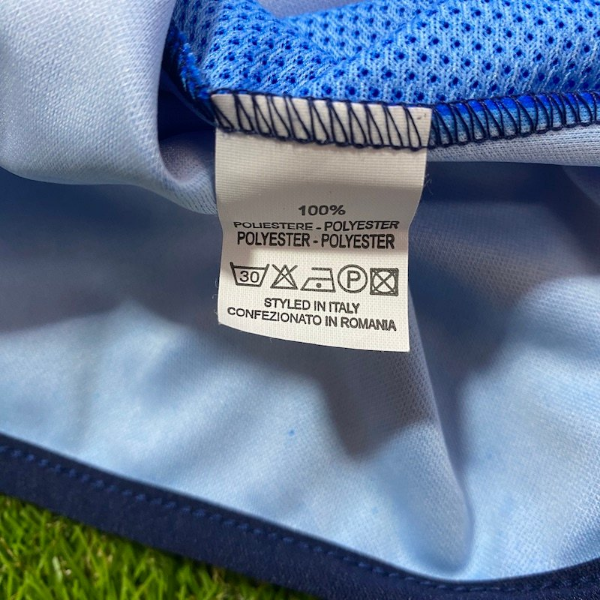 100%
POLIESTERE - POLYESTER
POLYESTER - POLYESTER
30 P
STYLED IN ITALY
CONFEZIONATO IN ROMANIA